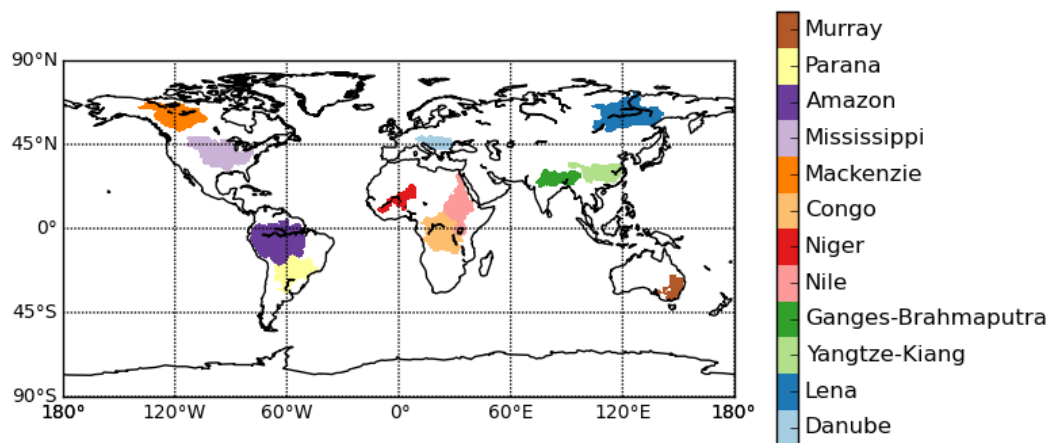 Murray
Parana
Amazon
Mississippi
Mackenzie
Congo
Niger
Nile
Ganges-Brahmaputra
Yangtze-Kiang
Lena
Danube
90°N
45°N
0°
45°S
90°S
180° 120°W 60°W 0° 60°E 120°E 180°